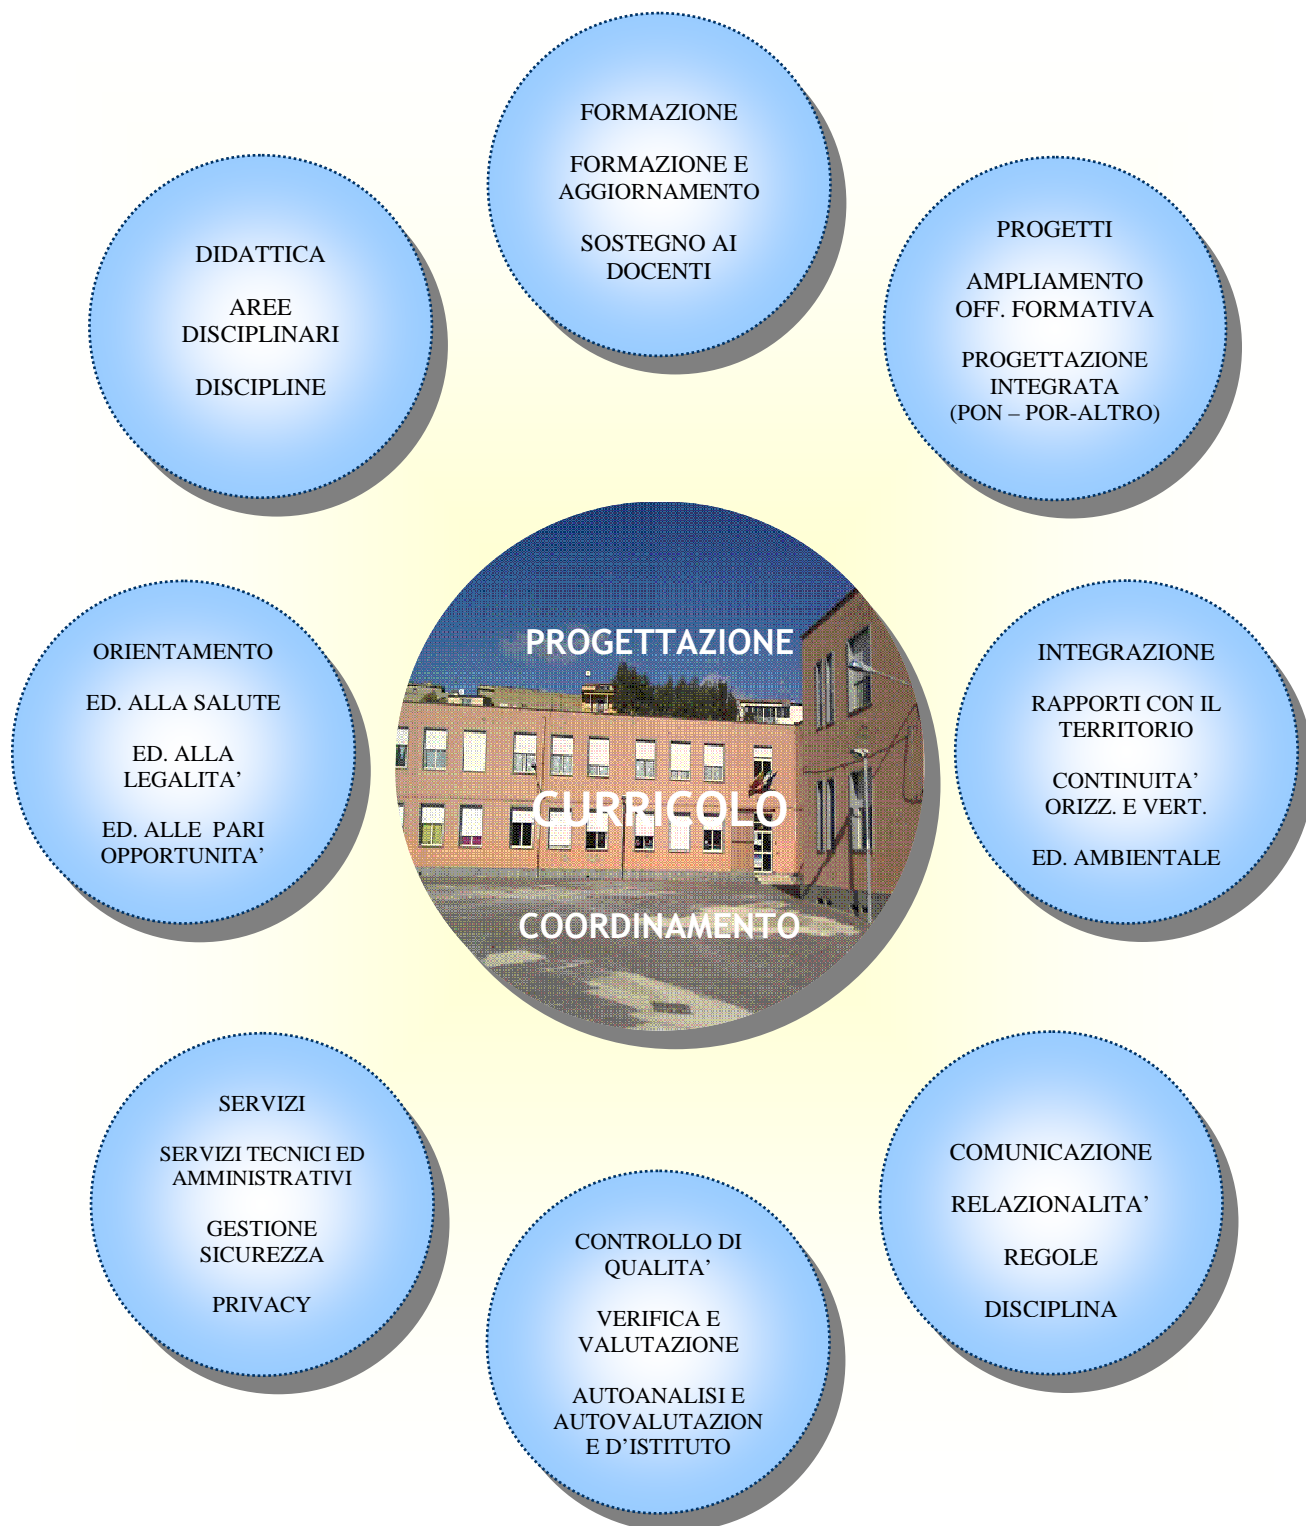 FORMAZIONE
FORMAZIONE E
AGGIORNAMENTO
SOSTEGNO AI
DOCENTI
DIDATTICA
AREE
DISCIPLINARI
DISCIPLINE
PROGETTI
AMPLIAMENTO
OFF. FORMATIVA
PROGETTAZIONE
INTEGRATA
(PON – POR-ALTRO)
PROGETTAZIONE
CURRICOLO
COORDINAMENTO
ORIENTAMENTO
ED. ALLA SALUTE
ED. ALLA
LEGALITA’
ED. ALLE PARI
OPPORTUNITA’
INTEGRAZIONE
RAPPORTI CON IL
TERRITORIO
CONTINUITA’
ORIZZ. E VERT.
ED. AMBIENTALE
SERVIZI
SERVIZI TECNICI ED
AMMINISTRATIVI
GESTIONE
SICUREZZA
PRIVACY
CONTROLLO DI
QUALITA’
VERIFICA E
VALUTAZIONE
AUTOANALISI E
AUTOVALUTAZION
E D’ISTITUTO
COMUNICAZIONE
RELAZIONALITA’
REGOLE
DISCIPLINA